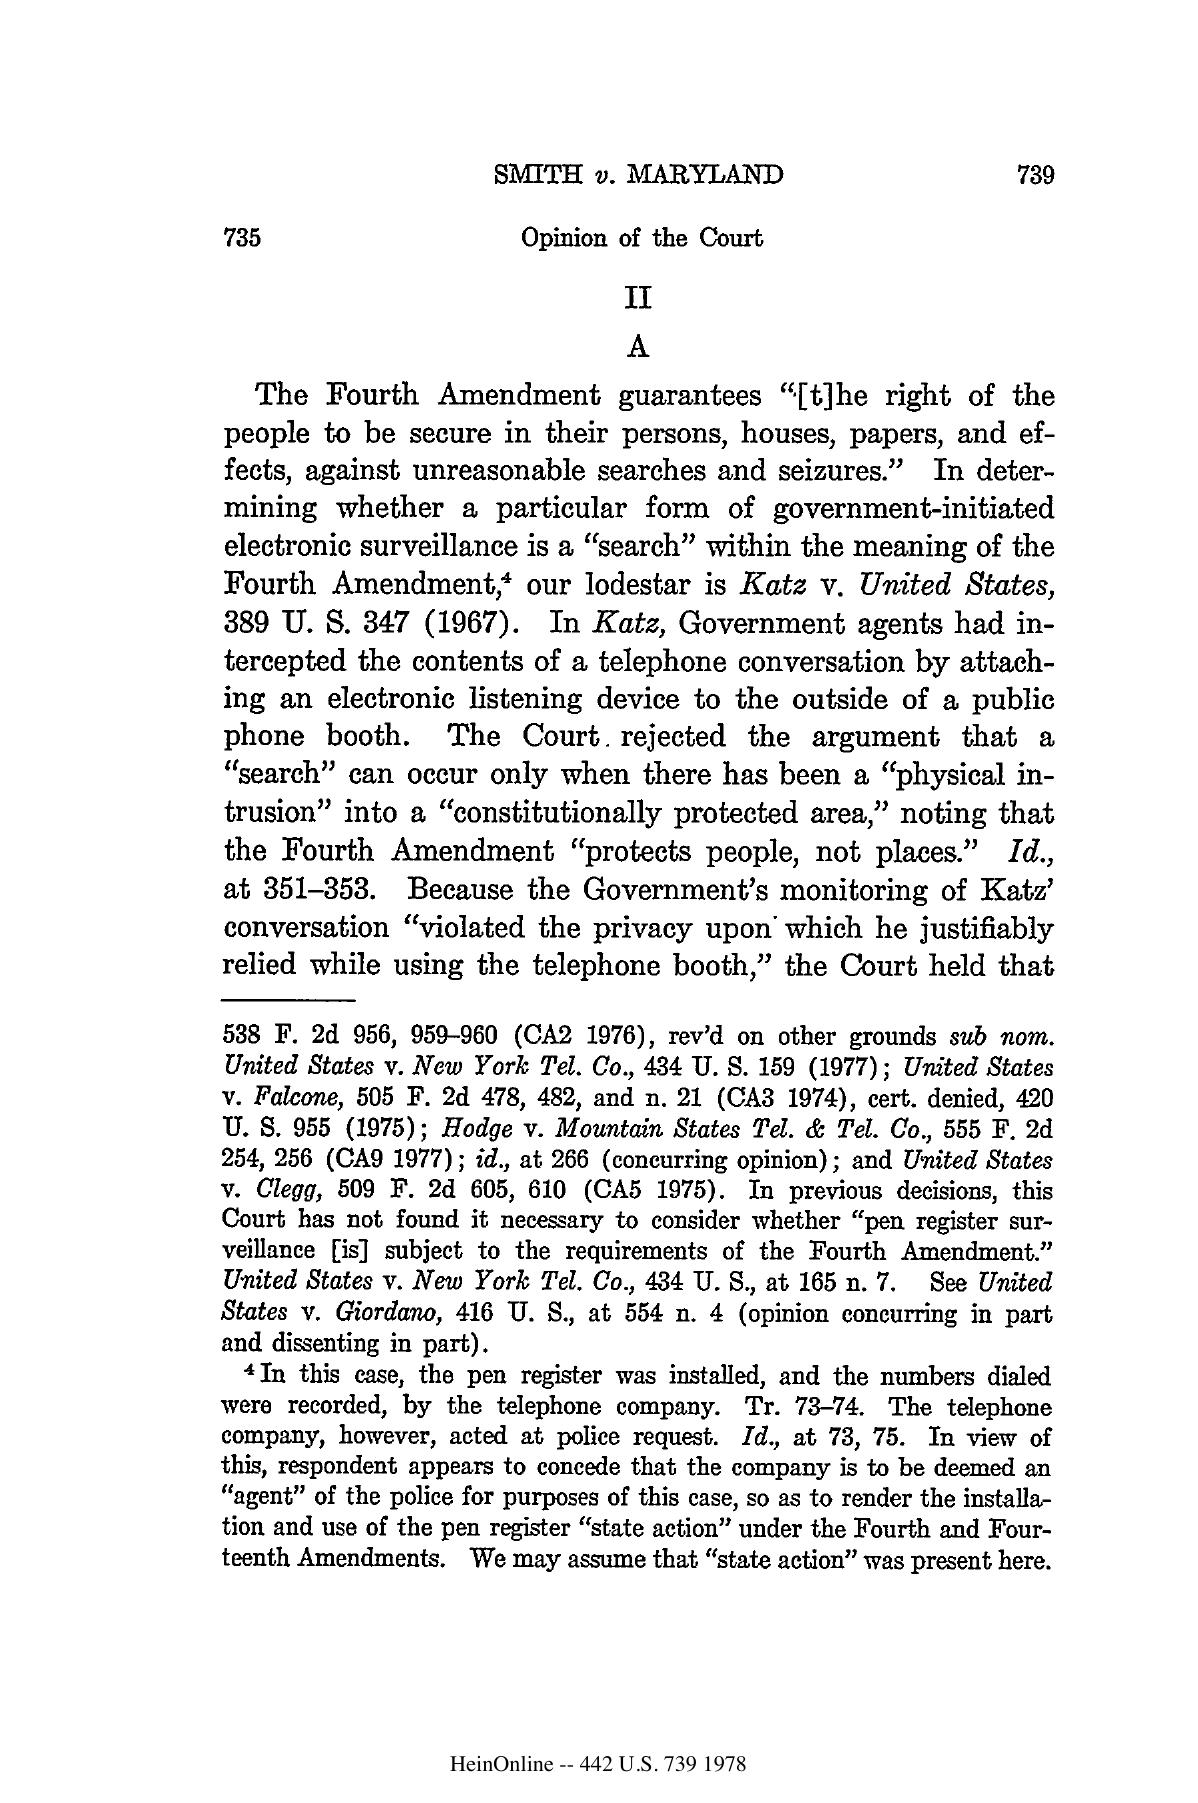 SMITH v. MARYLAND 739
735 Opinion of the Court
II
A
The Fourth Amendment guarantees “[t]he right of the
people to be secure in their persons, houses, papers, and ef-
fects, against unreasonable searches and seizures.” In deter-
mining whether a particular form of government-initiated
electronic surveillance is a “search” within the meaning of the
Fourth Amendment,⁴ our lodestar is Katz v. United States,
389 U. S. 347 (1967). In Katz, Government agents had in-
tercepted the contents of a telephone conversation by attach-
ing an electronic listening device to the outside of a public
phone booth. The Court rejected the argument that a
“search” can occur only when there has been a “physical in-
trusion” into a “constitutionally protected area,” noting that
the Fourth Amendment “protects people, not places.” Id.,
at 351–353. Because the Government’s monitoring of Katz’
conversation “violated the privacy upon which he justifiably
relied while using the telephone booth,” the Court held that
538 F. 2d 956, 959–960 (CA2 1976), rev’d on other grounds sub nom.
United States v. New York Tel. Co., 434 U. S. 159 (1977); United States
v. Falcone, 505 F. 2d 478, 482, and n. 21 (CA3 1974), cert. denied, 420
U. S. 955 (1975); Hodge v. Mountain States Tel. & Tel. Co., 555 F. 2d
254, 256 (CA9 1977); id., at 266 (concurring opinion); and United States
v. Clegg, 509 F. 2d 605, 610 (CA5 1975). In previous decisions, this
Court has not found it necessary to consider whether “pen register sur-
veillance [is] subject to the requirements of the Fourth Amendment.”
United States v. New York Tel. Co., 434 U. S., at 165 n. 7. See United
States v. Giordano, 416 U. S., at 554 n. 4 (opinion concurring in part
and dissenting in part).
⁴ In this case, the pen register was installed, and the numbers dialed
were recorded, by the telephone company. Tr. 73–74. The telephone
company, however, acted at police request. Id., at 73, 75. In view of
this, respondent appears to concede that the company is to be deemed an
“agent” of the police for purposes of this case, so as to render the installa-
tion and use of the pen register “state action” under the Fourth and Four-
teenth Amendments. We may assume that “state action” was present here.
HeinOnline -- 442 U.S. 739 1978